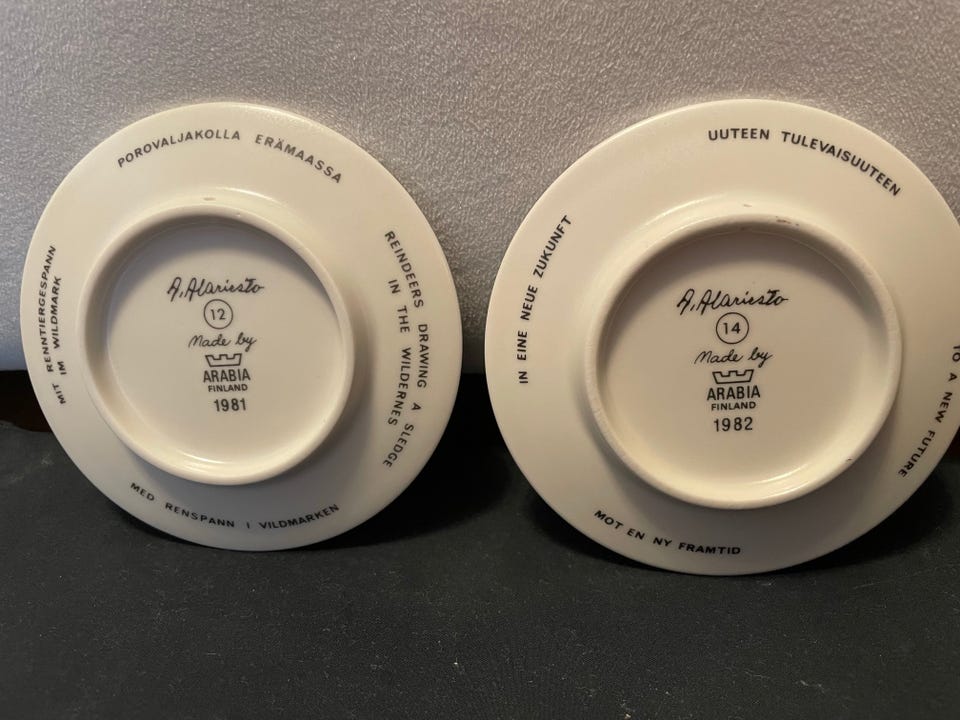 POROVALJAKOLLA ERÄMAASSA
REINDEERS DRAWING A SLEDGE
IN THE WILDERNES
MED RENSPANN I VILDMARKEN
MIT RENNTIERGESPANN
IM WILDMARK
A. Alariesto
12
Made by
ARABIA
FINLAND
1981
UUTEEN TULEVAISUUTEEN
TO A NEW FUTURE
MOT EN NY FRAMTID
IN EINE NEUE ZUKUNFT
A. Alariesto
14
Made by
ARABIA
FINLAND
1982